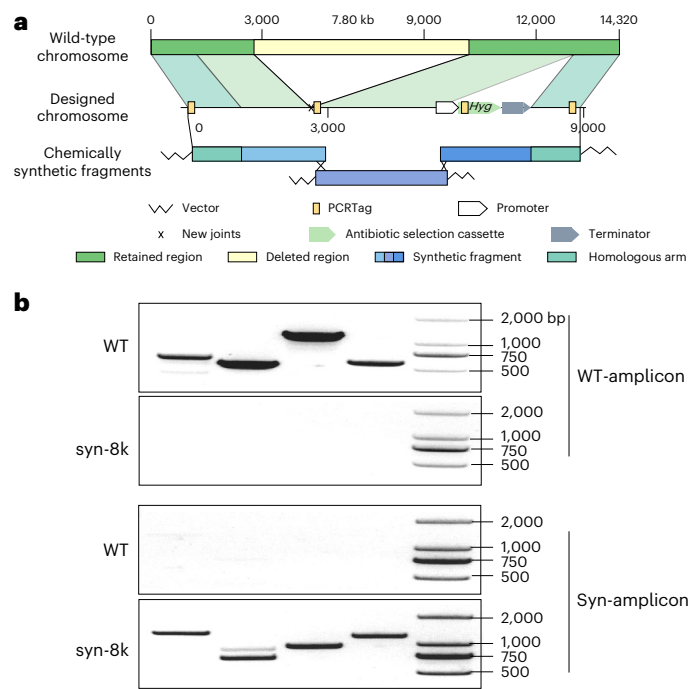 a
0 3,000 7.80 kb 9,000 12,000 14,320
Wild-type
chromosome
Designed
chromosome
Hyg
0 3,000 9,000
Chemically
synthetic fragments
Vector PCRTag Promoter
x New joints Antibiotic selection cassette Terminator
Retained region Deleted region Synthetic fragment Homologous arm
b
WT
2,000 bp
1,000
750
500
WT-amplicon
syn-8k
2,000
1,000
750
500
WT
2,000
1,000
750
500
Syn-amplicon
syn-8k
2,000
1,000
750
500